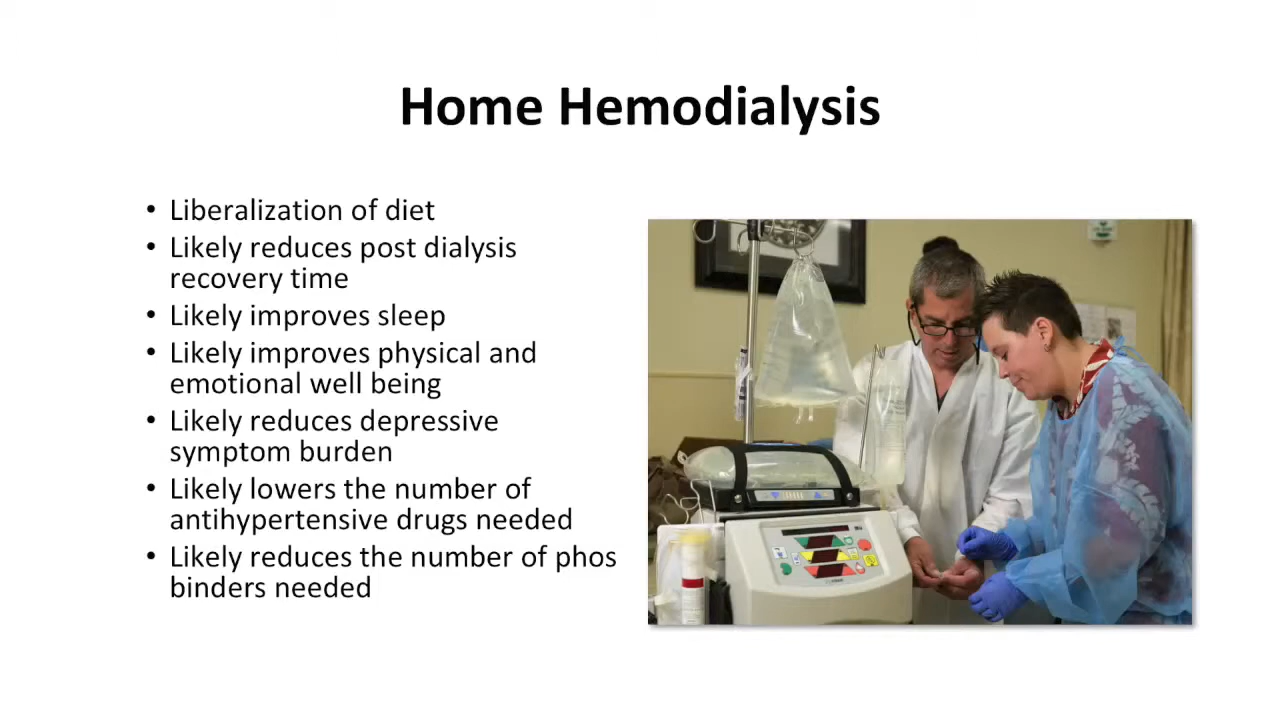 Home Hemodialysis
• Liberalization of diet
• Likely reduces post dialysis
recovery time
• Likely improves sleep
• Likely improves physical and
emotional well being
• Likely reduces depressive
symptom burden
• Likely lowers the number of
antihypertensive drugs needed
• Likely reduces the number of phos
binders needed